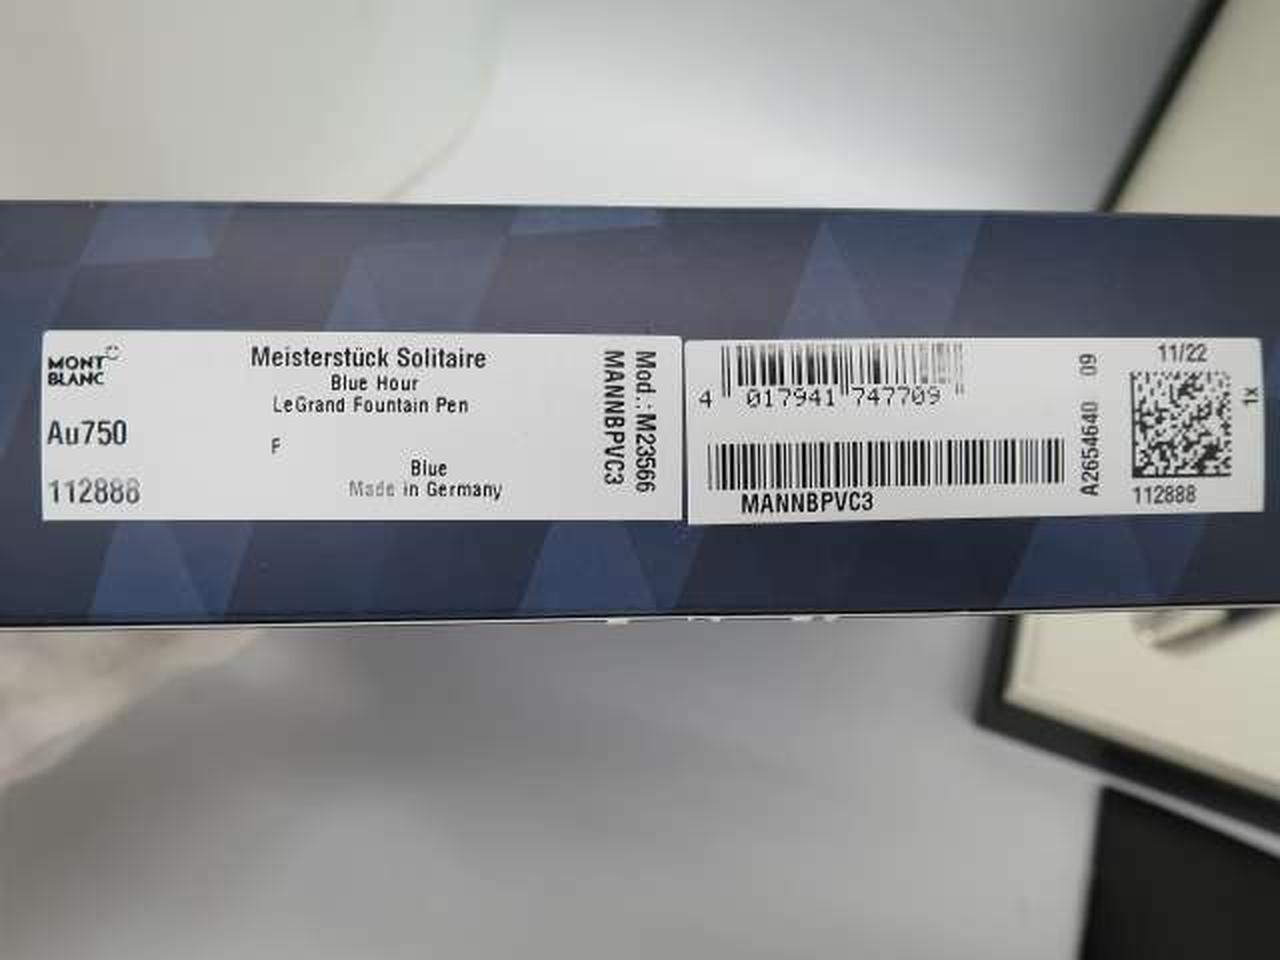 MONT
BLANC
Au750
112888
Meisterstück Solitaire
Blue Hour
LeGrand Fountain Pen
F
Blue
Made in Germany
Mod.: M23566
MANNBPVC3
4 017941 747709
MANNBPVC3
A2654640 09
11/22
1x
112888